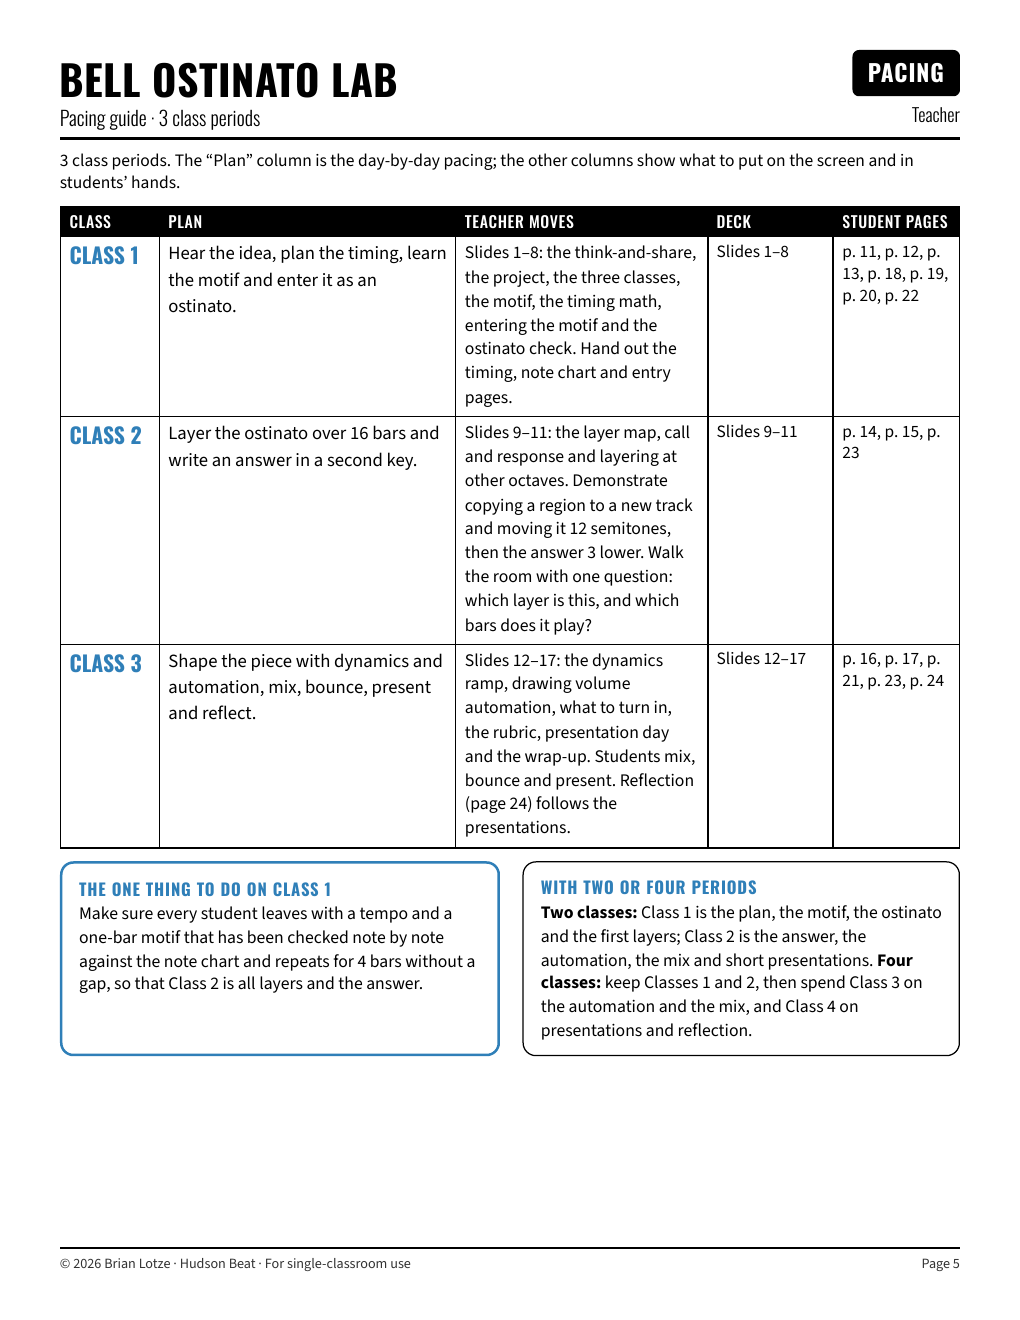 BELL OSTINATO LAB
PACING
Pacing guide · 3 class periods
Teacher
3 class periods. The “Plan” column is the day-by-day pacing; the other columns show what to put on the screen and in
students’ hands.
CLASS
PLAN
TEACHER MOVES
DECK
STUDENT PAGES
CLASS 1
Hear the idea, plan the timing, learn
the motif and enter it as an
ostinato.
Slides 1–8: the think-and-share,
the project, the three classes,
the motif, the timing math,
entering the motif and the
ostinato check. Hand out the
timing, note chart and entry
pages.
Slides 1–8
p. 11, p. 12, p.
13, p. 18, p. 19,
p. 20, p. 22
CLASS 2
Layer the ostinato over 16 bars and
write an answer in a second key.
Slides 9–11: the layer map, call
and response and layering at
other octaves. Demonstrate
copying a region to a new track
and moving it 12 semitones,
then the answer 3 lower. Walk
the room with one question:
which layer is this, and which
bars does it play?
Slides 9–11
p. 14, p. 15, p.
23
CLASS 3
Shape the piece with dynamics and
automation, mix, bounce, present
and reflect.
Slides 12–17: the dynamics
ramp, drawing volume
automation, what to turn in,
the rubric, presentation day
and the wrap-up. Students mix,
bounce and present. Reflection
(page 24) follows the
presentations.
Slides 12–17
p. 16, p. 17, p.
21, p. 23, p. 24
THE ONE THING TO DO ON CLASS 1
Make sure every student leaves with a tempo and a
one-bar motif that has been checked note by note
against the note chart and repeats for 4 bars without a
gap, so that Class 2 is all layers and the answer.
WITH TWO OR FOUR PERIODS
Two classes: Class 1 is the plan, the motif, the ostinato
and the first layers; Class 2 is the answer, the
automation, the mix and short presentations. Four
classes: keep Classes 1 and 2, then spend Class 3 on
the automation and the mix, and Class 4 on
presentations and reflection.
© 2026 Brian Lotze · Hudson Beat · For single-classroom use
Page 5